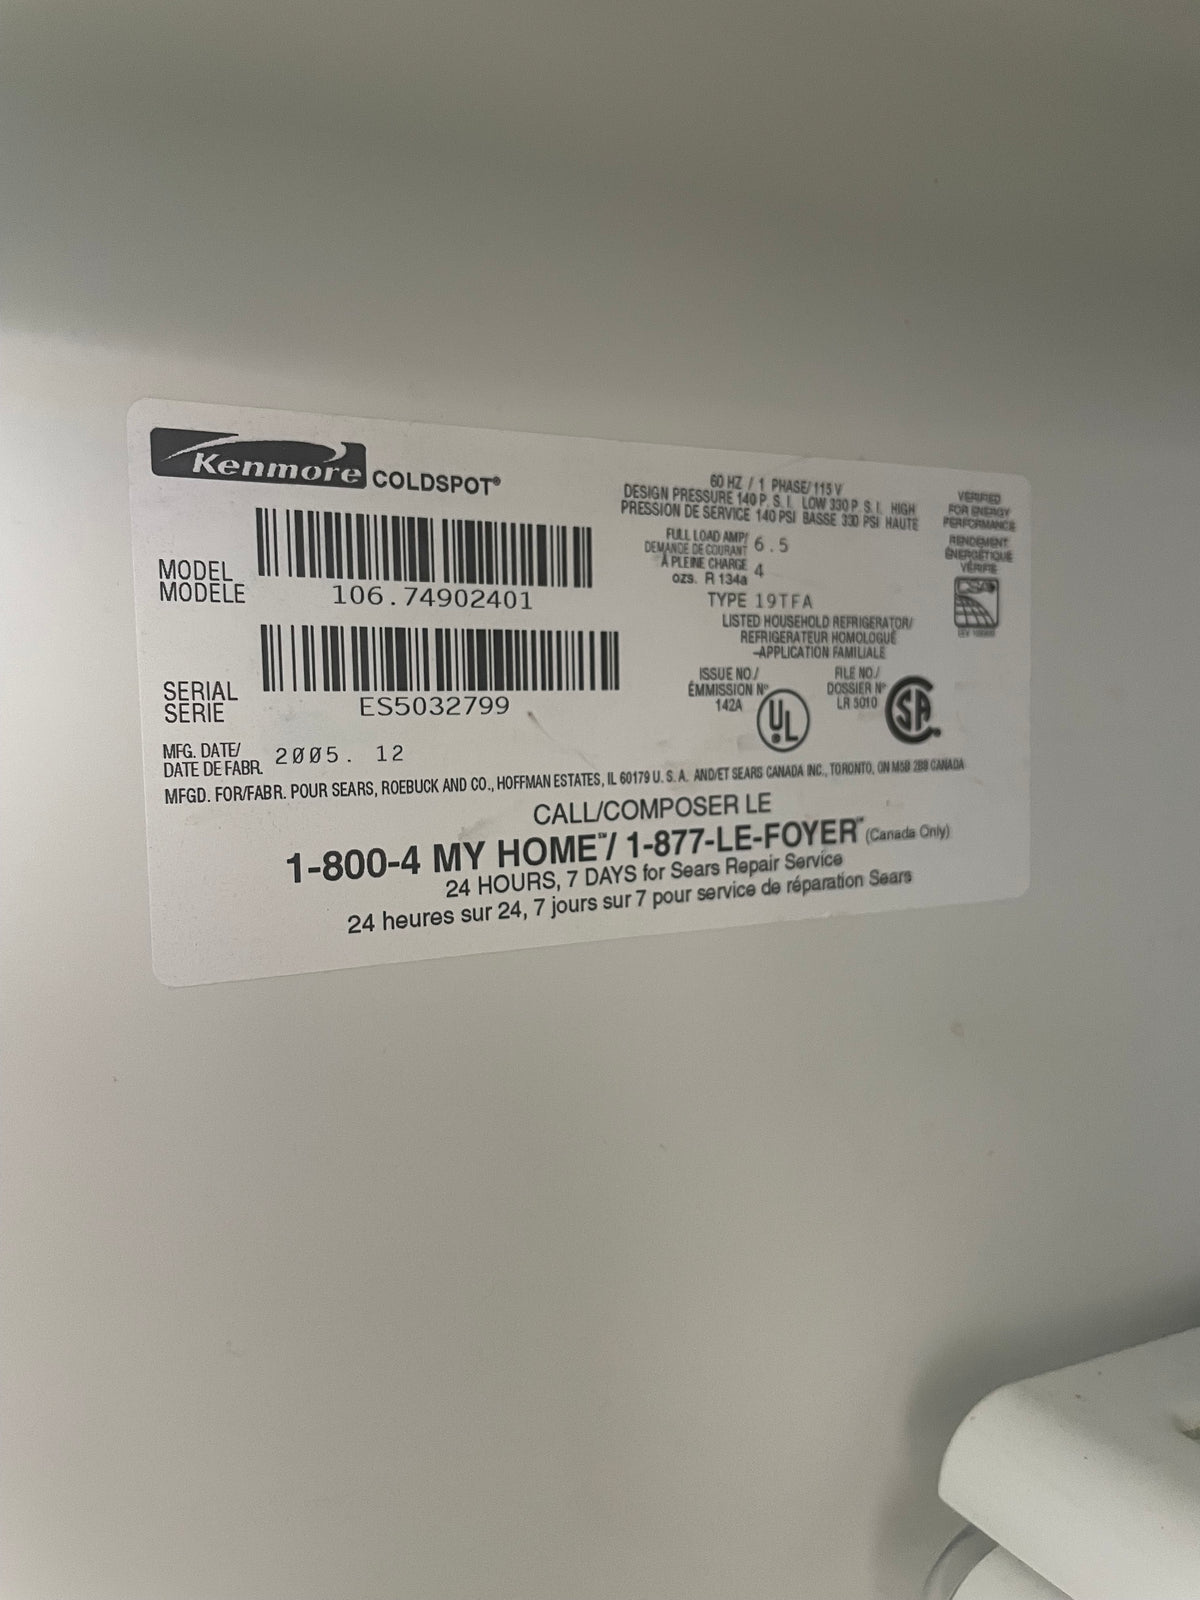 Kenmore COLDSPOT®
MODEL
MODÈLE
106.74902401
SERIAL
SERIE
ES5032799
MFG. DATE/
DATE DE FABR.
2005. 12
60 HZ / 1 PHASE/ 115 V
DESIGN PRESSURE 140 P. S. I. LOW 330 P. S. I. HIGH
PRESSION DE SERVICE 140 PSI BASSE 330 PSI HAUTE
FULL LOAD AMP/
DEMANDE DE COURANT
À PLEINE CHARGE
6.5
ozs. R 134a 4
TYPE 19TFA
LISTED HOUSEHOLD REFRIGERATOR/
REFRIGERATEUR HOMOLOGUÉ
-APPLICATION FAMILIALE
ISSUE NO./
ÉMMISSION Nº
142A
UL
FILE NO./
DOSSIER Nº
LR 5010
SA
VERIFIED
FOR ENERGY
PERFORMANCE
RENDEMENT
ÉNERGÉTIQUE
VÉRIFIÉ
CSA
MFGD. FOR/FABR. POUR SEARS, ROEBUCK AND CO., HOFFMAN ESTATES, IL 60179 U. S. A. AND/ET SEARS CANADA INC., TORONTO, ON M5B 2B8 CANADA
CALL/COMPOSER LE
1-800-4 MY HOME℠/ 1-877-LE-FOYER℠ (Canada Only)
24 HOURS, 7 DAYS for Sears Repair Service
24 heures sur 24, 7 jours sur 7 pour service de réparation Sears